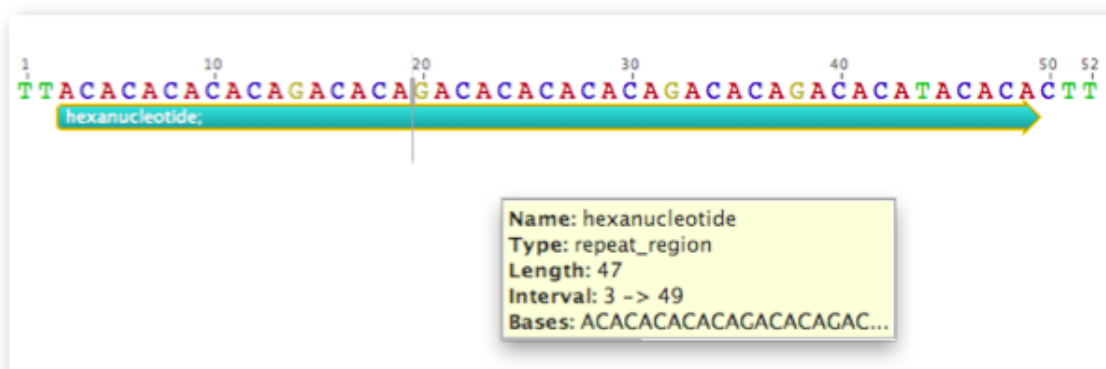 1 10 20 30 40 50 52
TTACACACACACAGACACAGACACACACACAGACACAGACACATACACACTT
hexanucleotide;
Name: hexanucleotide
Type: repeat_region
Length: 47
Interval: 3 -> 49
Bases: ACACACACACAGACACAGAC...